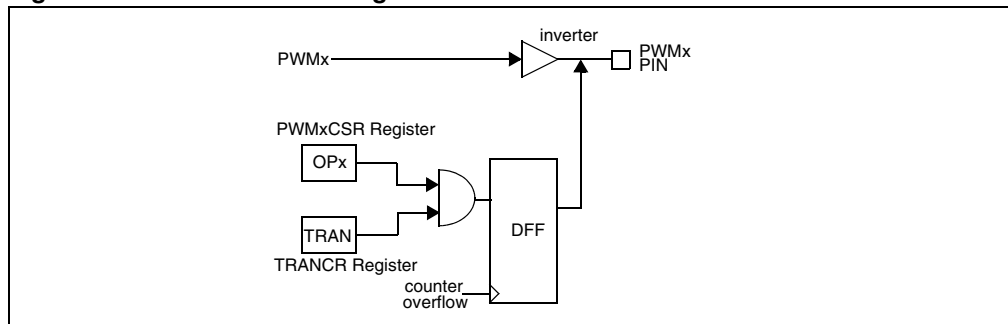 inverter
PWMx
PWMx
PIN
PWMxCSR Register
OPx
TRAN
DFF
TRANCR Register
counter
overflow